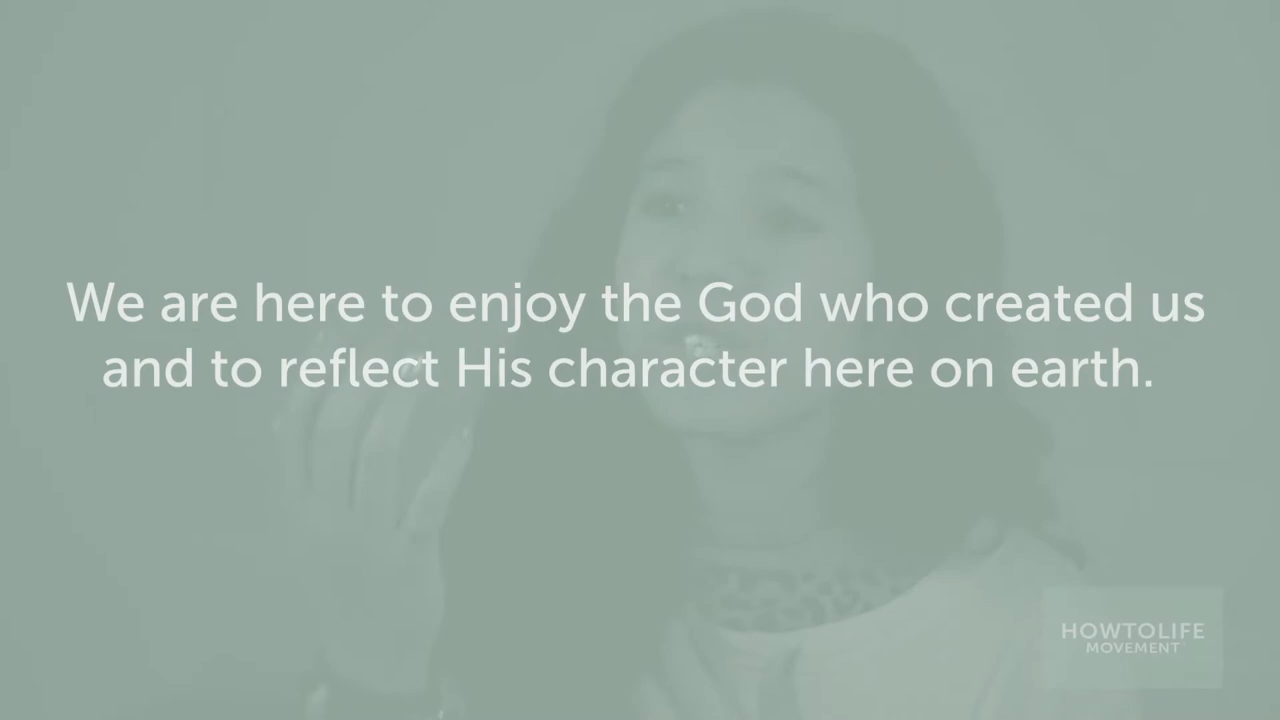 We are here to enjoy the God who created us
and to reflect His character here on earth.
HOWTOLIFE
MOVEMENT